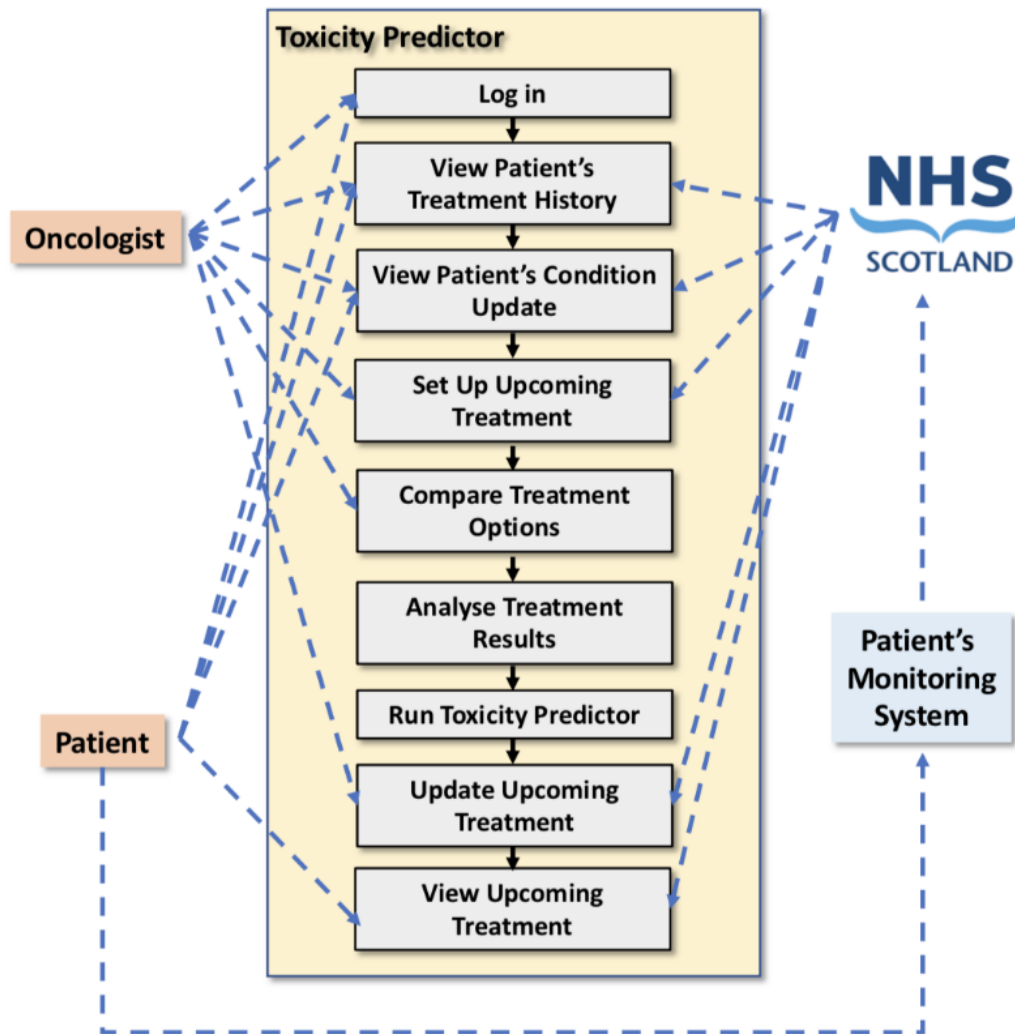 Toxicity Predictor
Log in
View Patient's
Treatment History
Oncologist
NHS
SCOTLAND
View Patient's Condition
Update
Set Up Upcoming
Treatment
Compare Treatment
Options
Analyse Treatment
Results
Patient's
Monitoring
System
Run Toxicity Predictor
Patient
Update Upcoming
Treatment
View Upcoming
Treatment